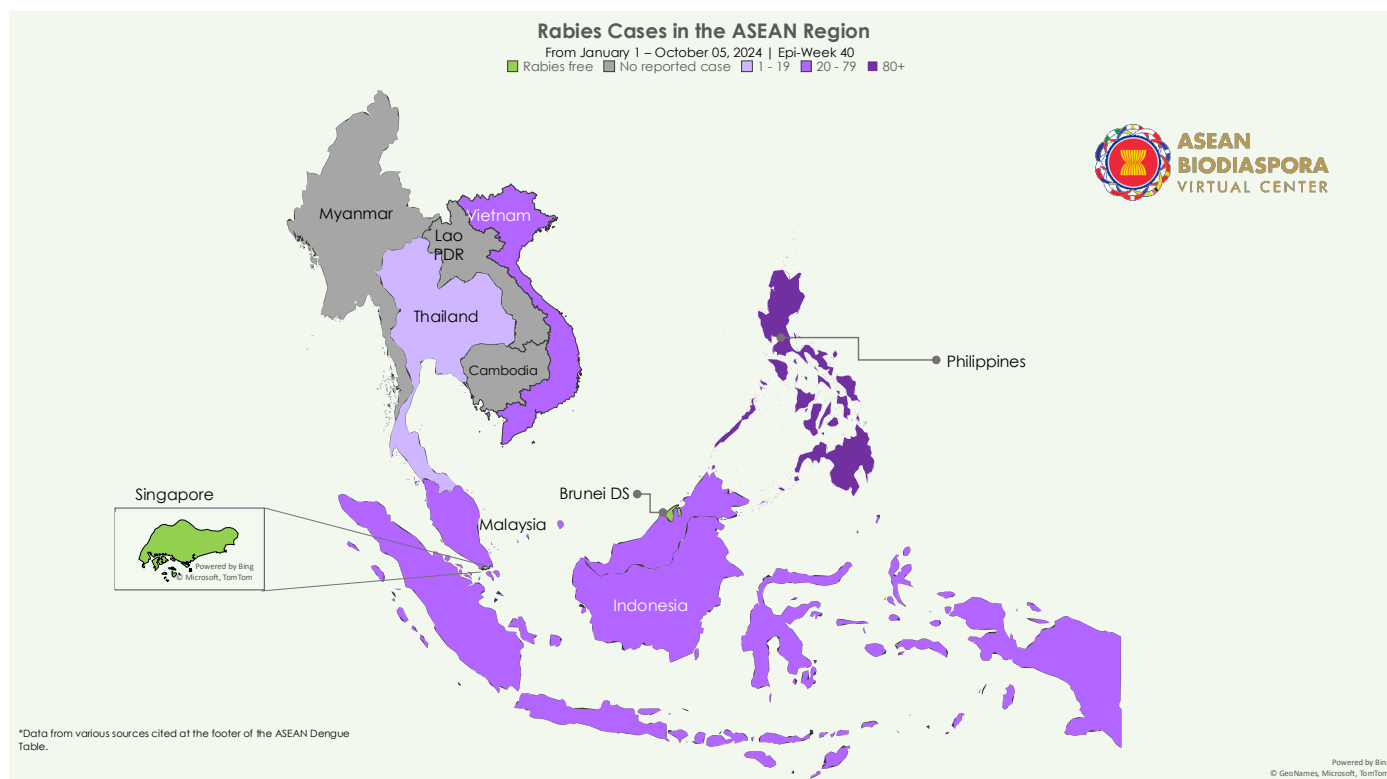 Rabies Cases in the ASEAN Region
From January 1 – October 05, 2024 | Epi-Week 40
Rabies free No reported case 1 - 19 20 - 79 80+
ASEAN
BIODIASPORA
VIRTUAL CENTER
Myanmar
Vietnam
Lao
PDR
Thailand
Cambodia
Philippines
Singapore
Brunei DS
Malaysia
Powered by Bing
© Microsoft, TomTom
Indonesia
*Data from various sources cited at the footer of the ASEAN Dengue
Table.
Powered by Bin
© GeoNames, Microsoft, TomTom